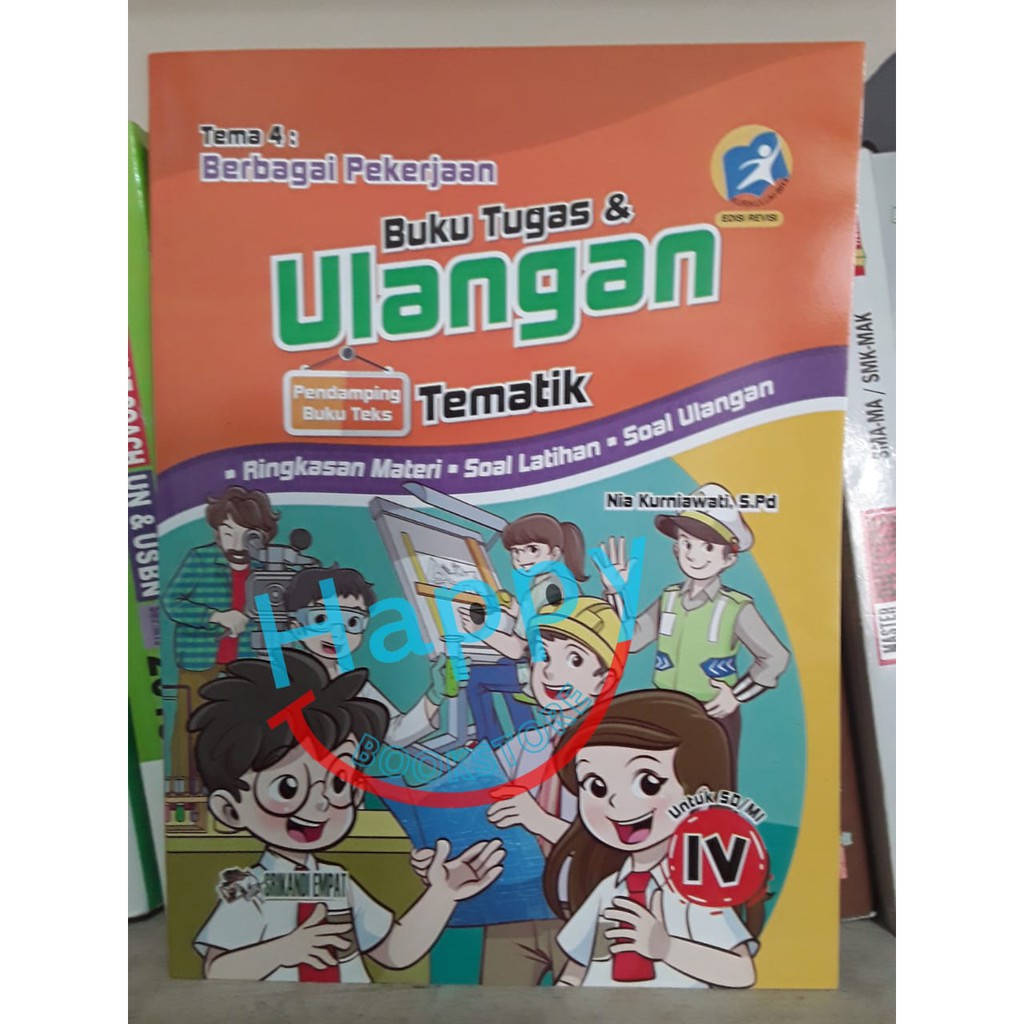 Tema 4 :
Berbagai Pekerjaan
EDISI REVISI
Buku Tugas &
Ulangan
Pendamping
Buku Teks
Tematik
• Ringkasan Materi • Soal Latihan • Soal Ulangan
Nia Kurniawati, S.Pd
Happy
BOOKSTORE
Untuk SD/MI
IV
SRIKANDI EMPAT
COACH UN & USBN
SMA-MA / SMK-MAK
MASTER